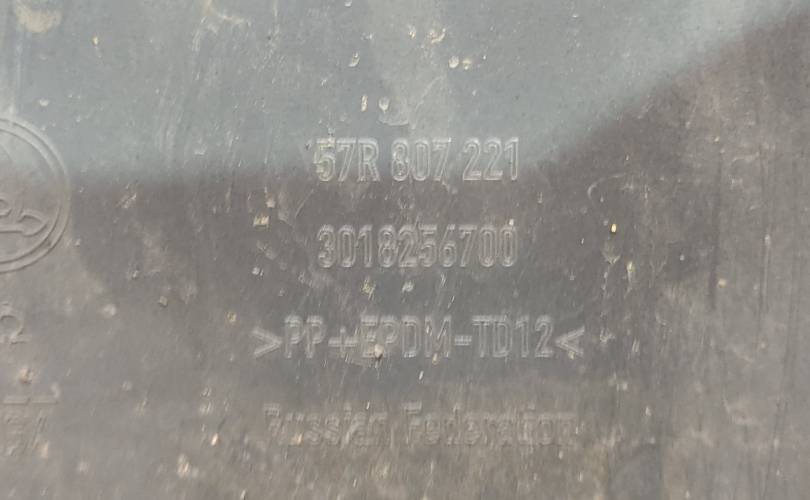 57R 807 221
3018256700
>PP+EPDM-TD12<
Russian Federation